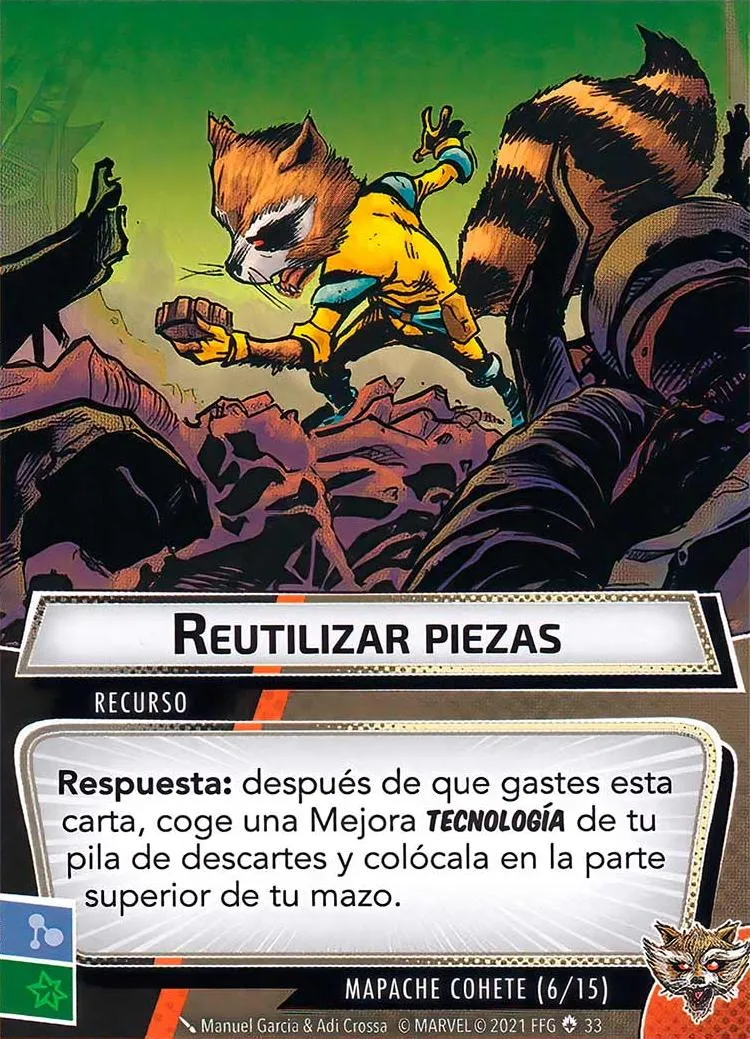 REUTILIZAR PIEZAS
RECURSO
Respuesta: después de que gastes esta
carta, coge una Mejora TECNOLOGÍA de tu
pila de descartes y colócala en la parte
superior de tu mazo.
MAPACHE COHETE (6/15)
Manuel Garcia & Adi Crossa © MARVEL © 2021 FFG 33